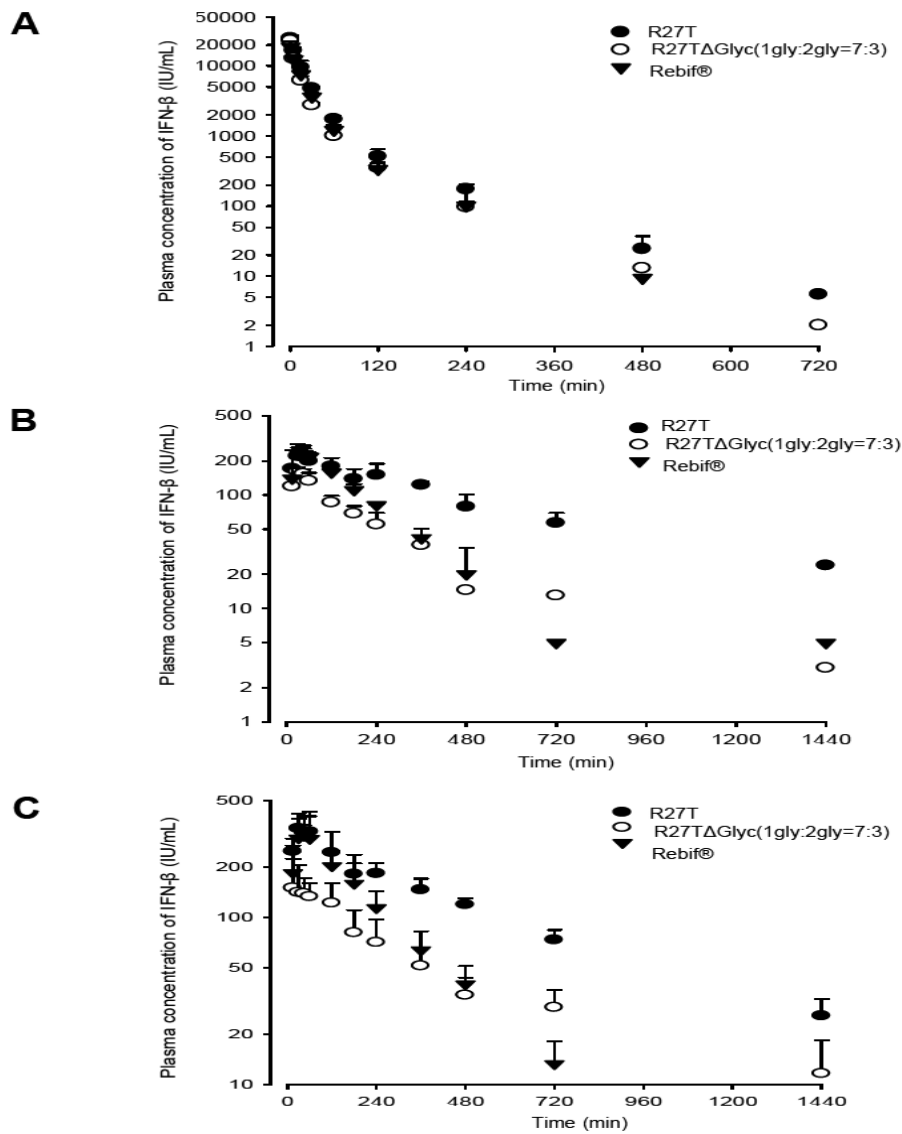 A
Plasma concentration of IFN-β (IU/mL)
50000
20000
10000
5000
2000
1000
500
200
100
50
20
10
5
2
1
R27T
R27TΔGlyc(1gly:2gly=7:3)
Rebif®
0 120 240 360 480 600 720
Time (min)
B
Plasma concentration of IFN-β (IU/mL)
500
200
100
50
20
10
5
2
1
R27T
R27TΔGlyc(1gly:2gly=7:3)
Rebif®
0 240 480 720 960 1200 1440
Time (min)
C
Plasma concentration of IFN-β (IU/mL)
500
200
100
50
20
10
R27T
R27TΔGlyc(1gly:2gly=7:3)
Rebif®
0 240 480 720 960 1200 1440
Time (min)